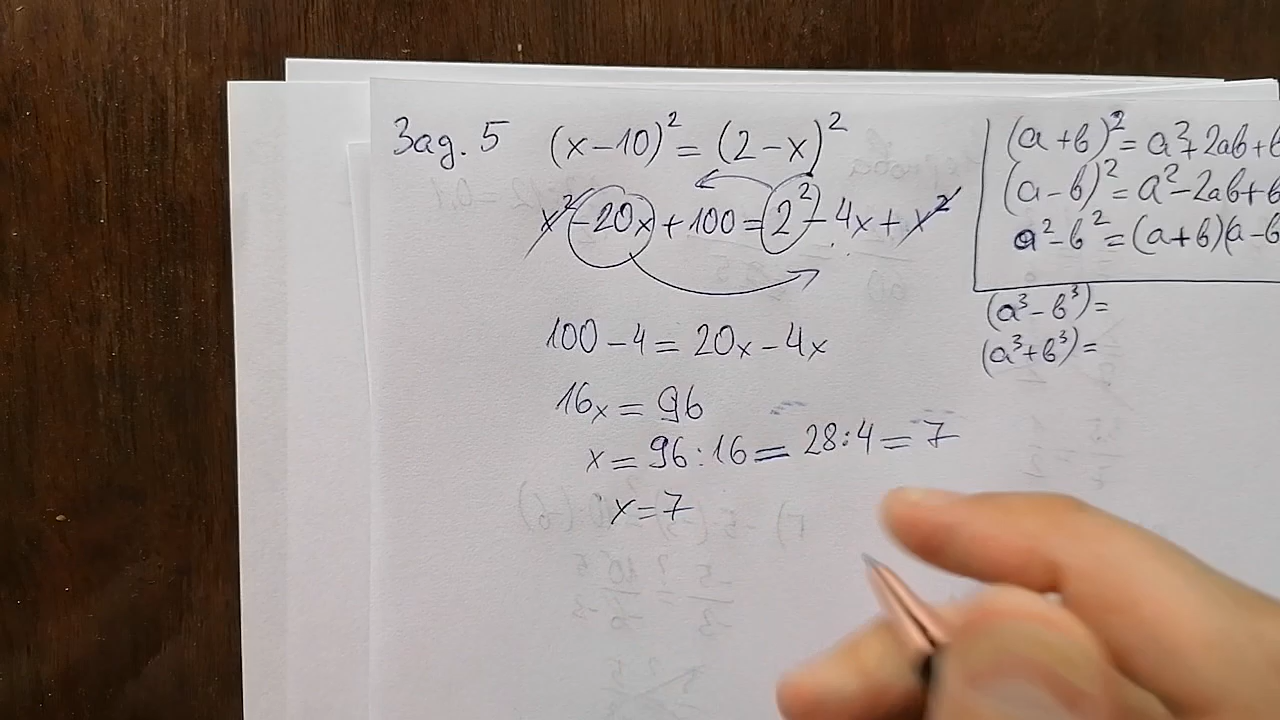 Зад. 5 (x-10)² = (2-x)²
x² - 20x + 100 = 2² - 4x + x²
100 - 4 = 20x - 4x
16x = 96
x = 96 : 16 = 28 : 4 = 7
x = 7
(a + b)² = a² + 2ab + b
(a - b)² = a² - 2ab + b
a² - b² = (a + b)(a - b
(a³ - b³) =
(a³ + b³) =